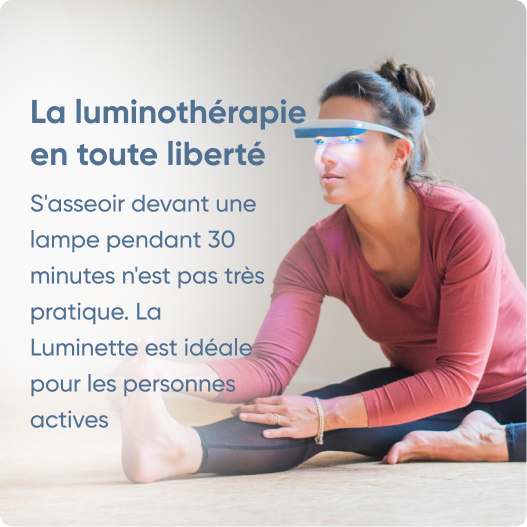 La luminothérapie
en toute liberté
S'asseoir devant une
lampe pendant 30
minutes n'est pas très
pratique. La
Luminette est idéale
pour les personnes
actives